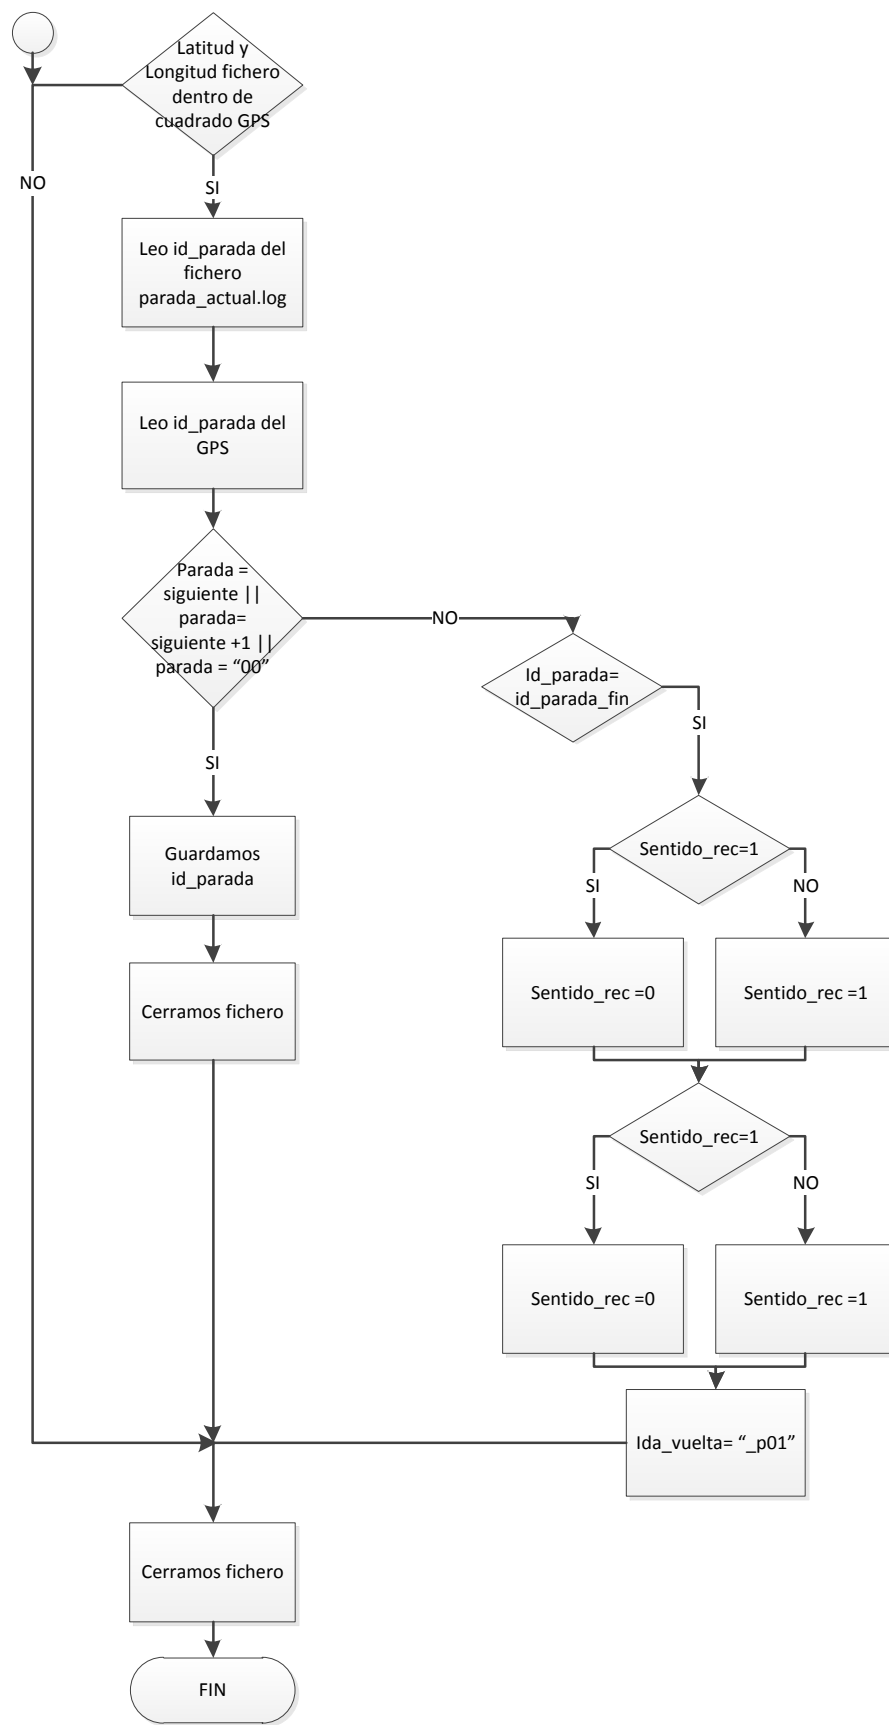 Latitud y
Longitud fichero
dentro de
cuadrado GPS
NO
SI
Leo id_parada del
fichero
parada_actual.log
Leo id_parada del
GPS
Parada =
siguiente ||
parada=
siguiente +1 ||
parada = “00”
NO
Id_parada=
id_parada_fin
SI
SI
Guardamos
id_parada
Sentido_rec=1
SI
NO
Cerramos fichero
Sentido_rec =0
Sentido_rec =1
Sentido_rec=1
SI
NO
Sentido_rec =0
Sentido_rec =1
Ida_vuelta= “_p01”
Cerramos fichero
FIN